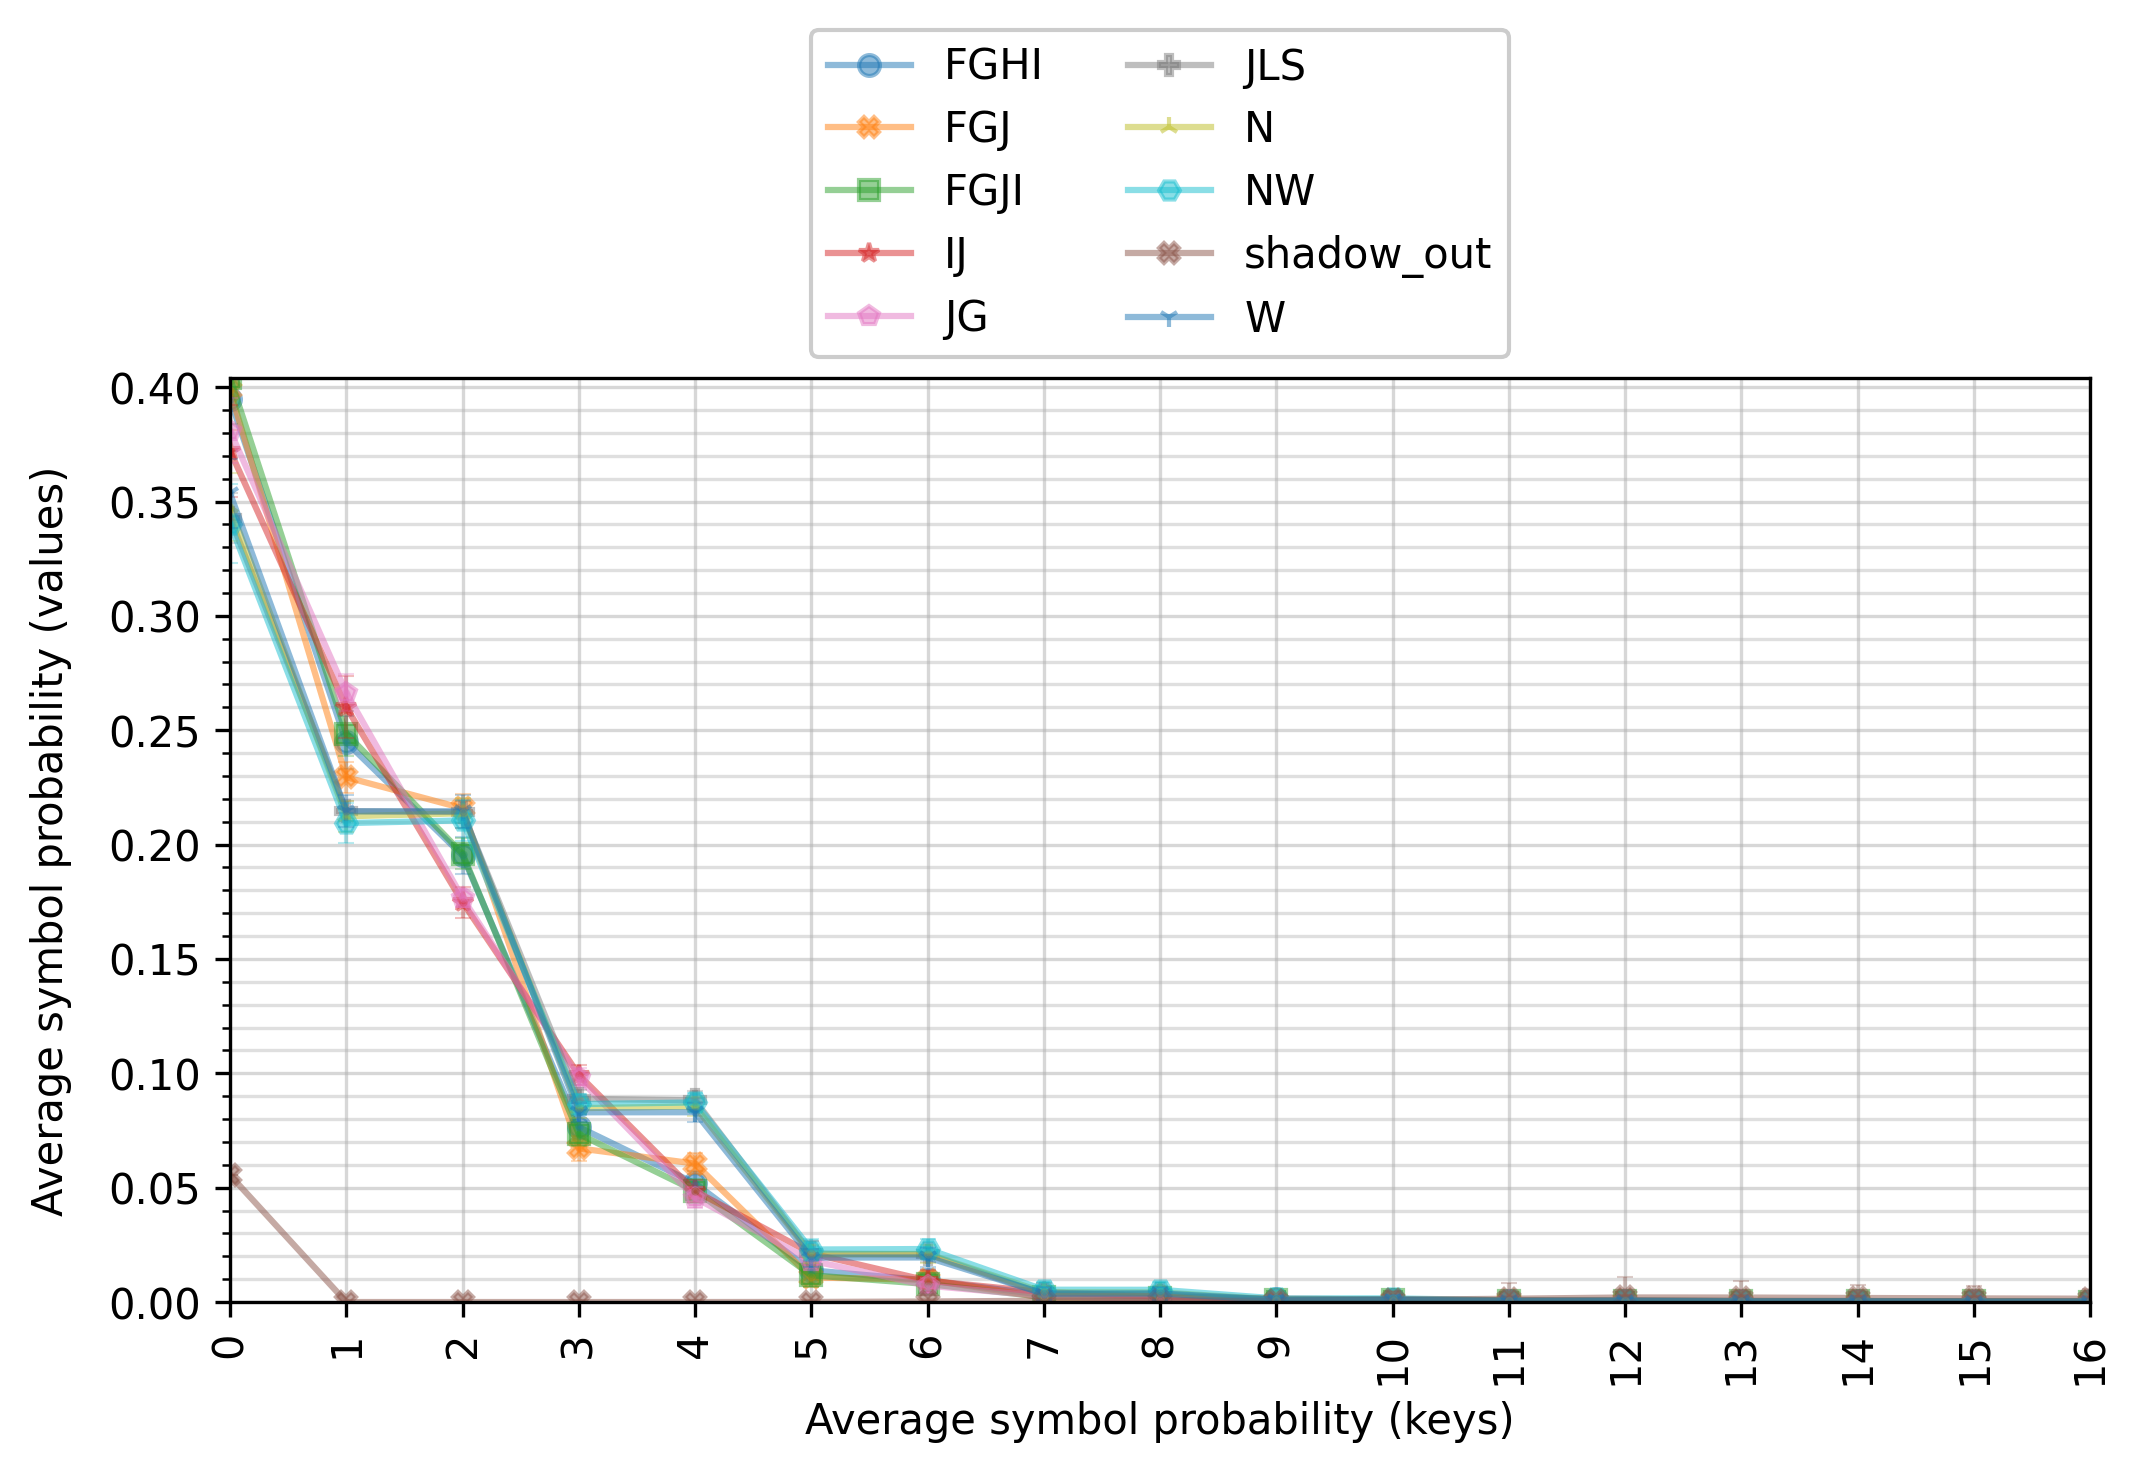 FGHI
FGJ
FGJI
IJ
JG
JLS
N
NW
shadow_out
W
Average symbol probability (values)
0.40
0.35
0.30
0.25
0.20
0.15
0.10
0.05
0.00
0 1 2 3 4 5 6 7 8 9 10 11 12 13 14 15 16
Average symbol probability (keys)